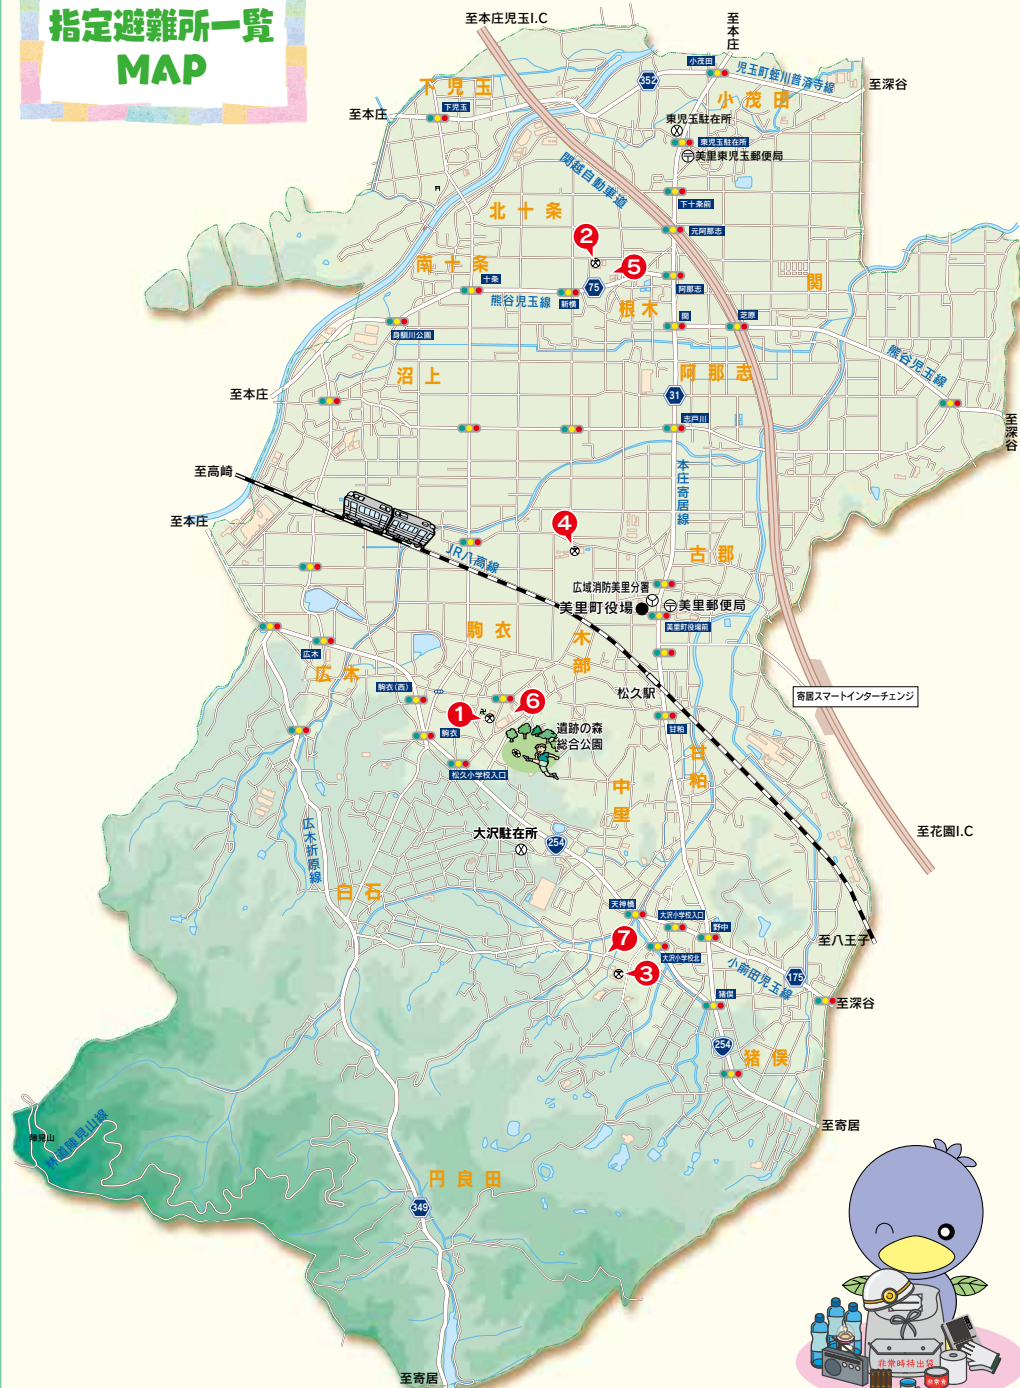 指定避難所一覧
MAP
至本庄児玉I.C
至本庄
小茂田
児玉町蛭川普済寺線
至深谷
352
下児玉
下児玉
至本庄
小茂田
東児玉駐在所
東児玉駐在所
美里東児玉郵便局
関越自動車道
下十条前
北十条
元阿那志
2
南十条
5
十条
75
阿那志
関
熊谷児玉線
新橋
根木
関
芝原
身馴川公園
熊谷児玉線
沼上
阿那志
至本庄
31
志戸川
至深谷
至高崎
本庄寄居線
至本庄
4
JR八高線
古郡
広域消防美里分署
美里町役場
美里郵便局
駒衣
美里町役場前
木部
広木
広木
駒衣(西)
松久駅
寄居スマートインターチェンジ
1
6
駒衣
遺跡の森
総合公園
甘粕
松久小学校入口
甘粕
中里
広木折原線
大沢駐在所
254
至花園I.C
白石
天神橋
大沢小学校入口
野中
7
大沢小学校北
至八王子
3
小前田児玉線
175
猪俣
至深谷
254
猪俣
陣見山
林道陣見山線
至寄居
円良田
349
非常時持出袋
非常食
至寄居